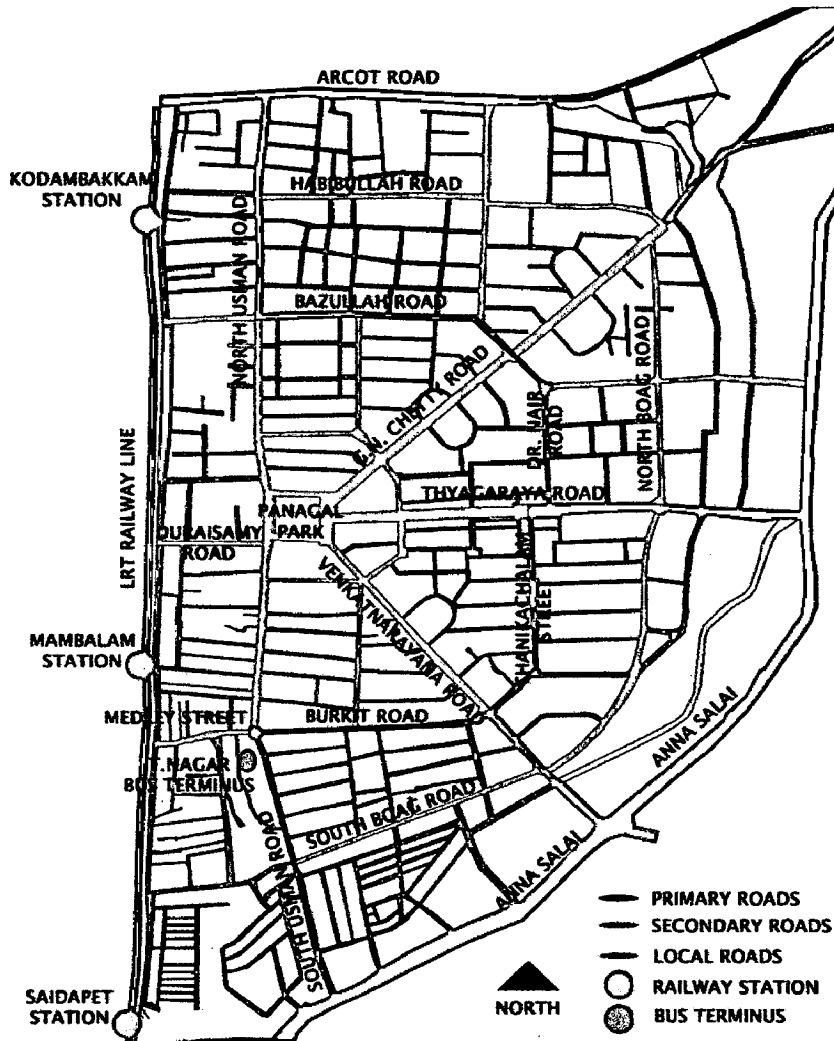 ARCOT ROAD
KODAMBAKKAM
STATION
HABIBULLAH ROAD
NORTH USMAN ROAD
BAZULLAH ROAD
G.N. CHETTY ROAD
DR. NAIR
ROAD
NORTH BOAG ROAD
LRT RAILWAY LINE
THYAGARAYA ROAD
PANAGAL
PARK
DURAISAMY
ROAD
VENKATNARAYANA ROAD
THANIKACHALAM
STREET
MAMBALAM
STATION
MEDLEY STREET
BURKIT ROAD
ANNA SALAI
T.NAGAR
BUS TERMINUS
SOUTH BOAG ROAD
SOUTH USMAN ROAD
ANNA SALAI
PRIMARY ROADS
SECONDARY ROADS
LOCAL ROADS
RAILWAY STATION
BUS TERMINUS
NORTH
SAIDAPET
STATION